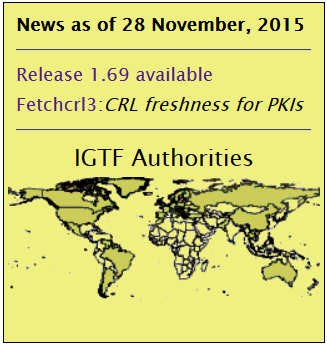 News as of 28 November, 2015
Release 1.69 available
Fetchcrl3:CRL freshness for PKIs
IGTF Authorities